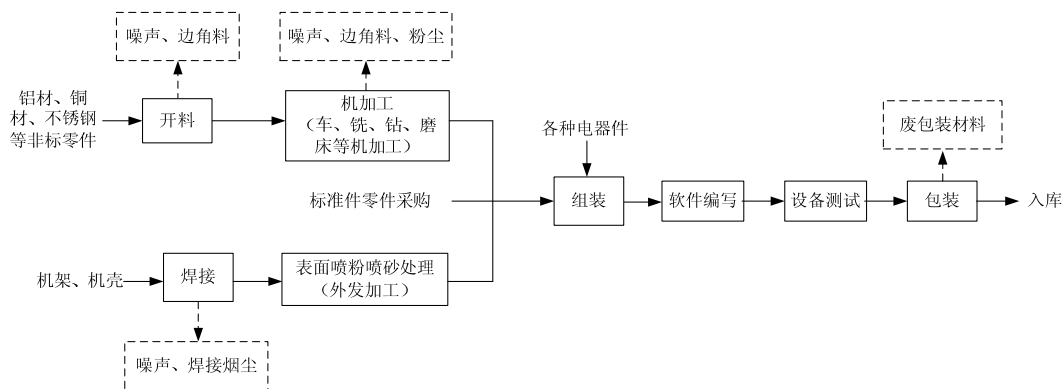 噪声、边角料
噪声、边角料、粉尘
铝材、铜
材、不锈钢
等非标零件
开料
机加工
（车、铣、钻、磨
床等机加工）
各种电器件
废包装材料
标准件零件采购
组装
软件编写
设备测试
包装
入库
机架、机壳
焊接
表面喷粉喷砂处理
（外发加工）
噪声、焊接烟尘